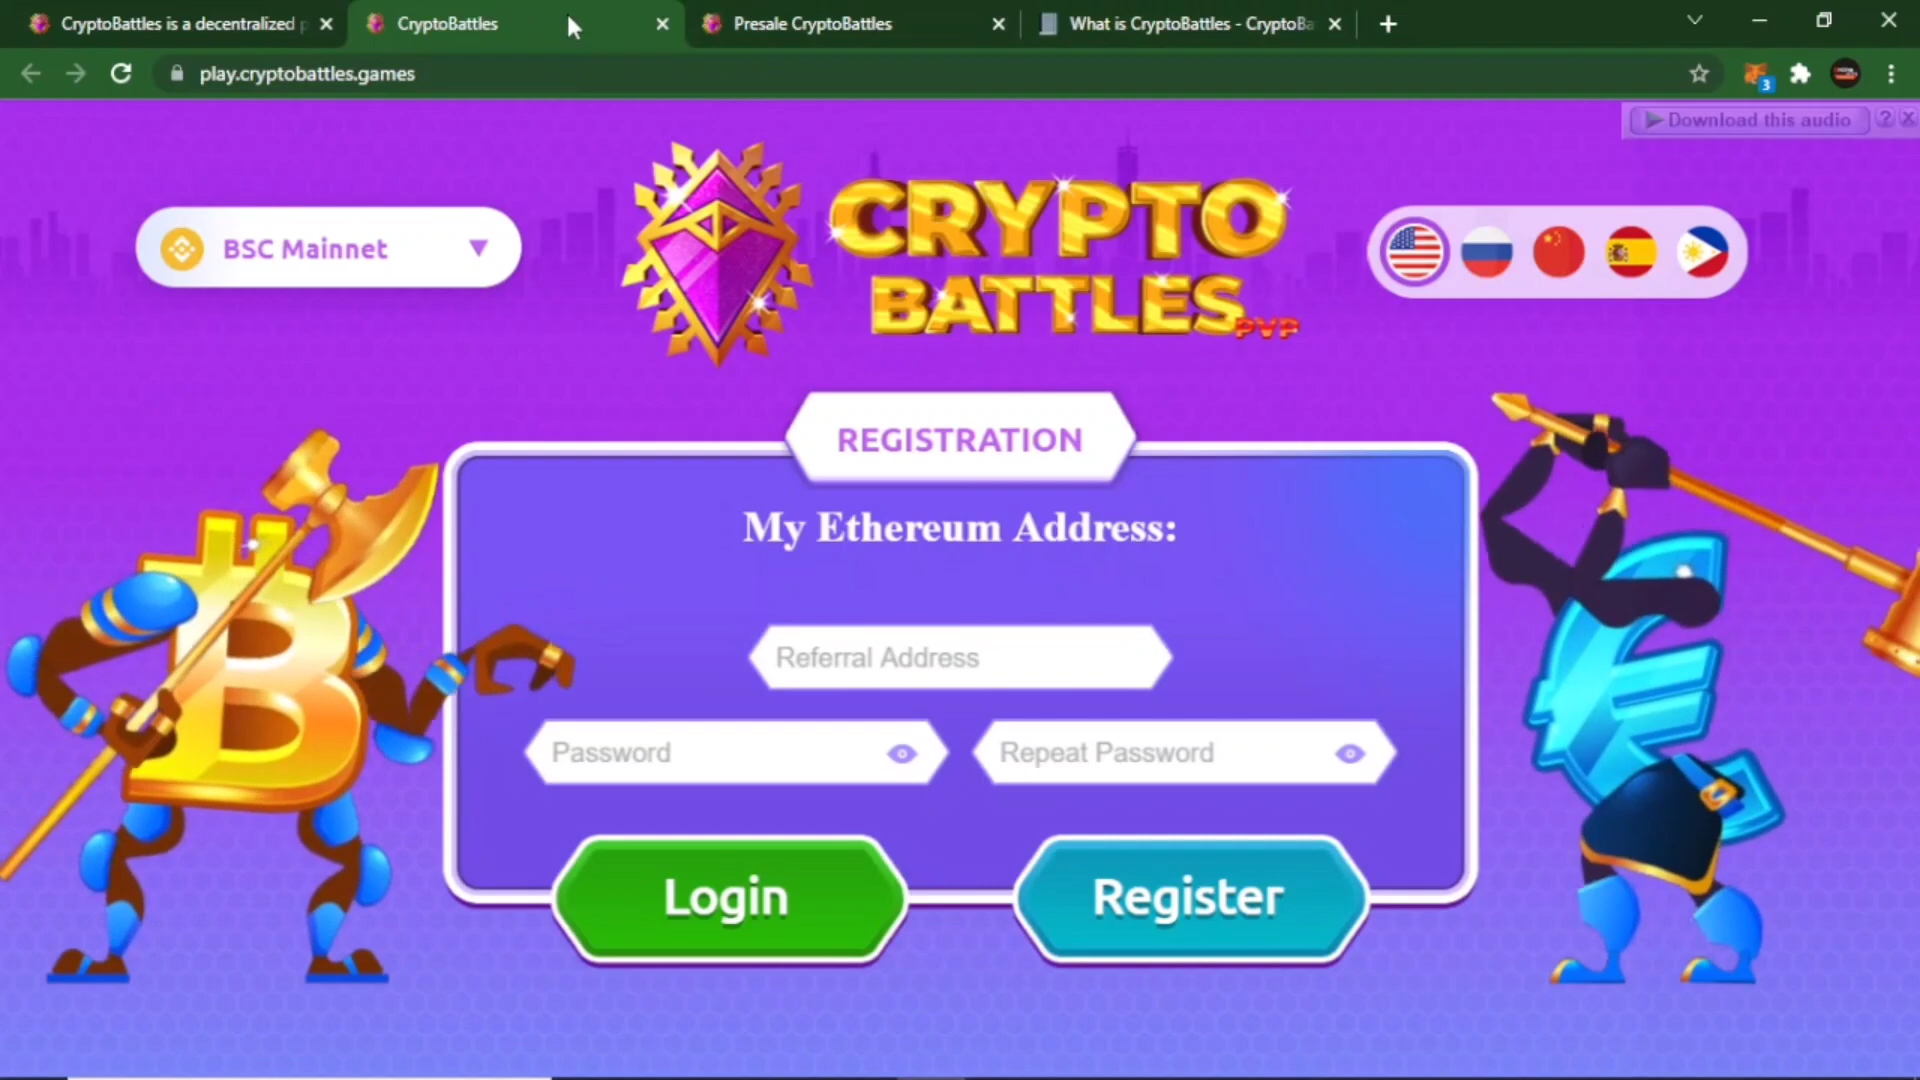 CryptoBattles is a decentralized p
CryptoBattles
Presale CryptoBattles
What is CryptoBattles - CryptoBa
play.cryptobattles.games
3
Download this audio
?
X
BSC Mainnet
CRYPTO
BATTLES
PVP
REGISTRATION
My Ethereum Address:
Referral Address
Password
Repeat Password
Login
Register